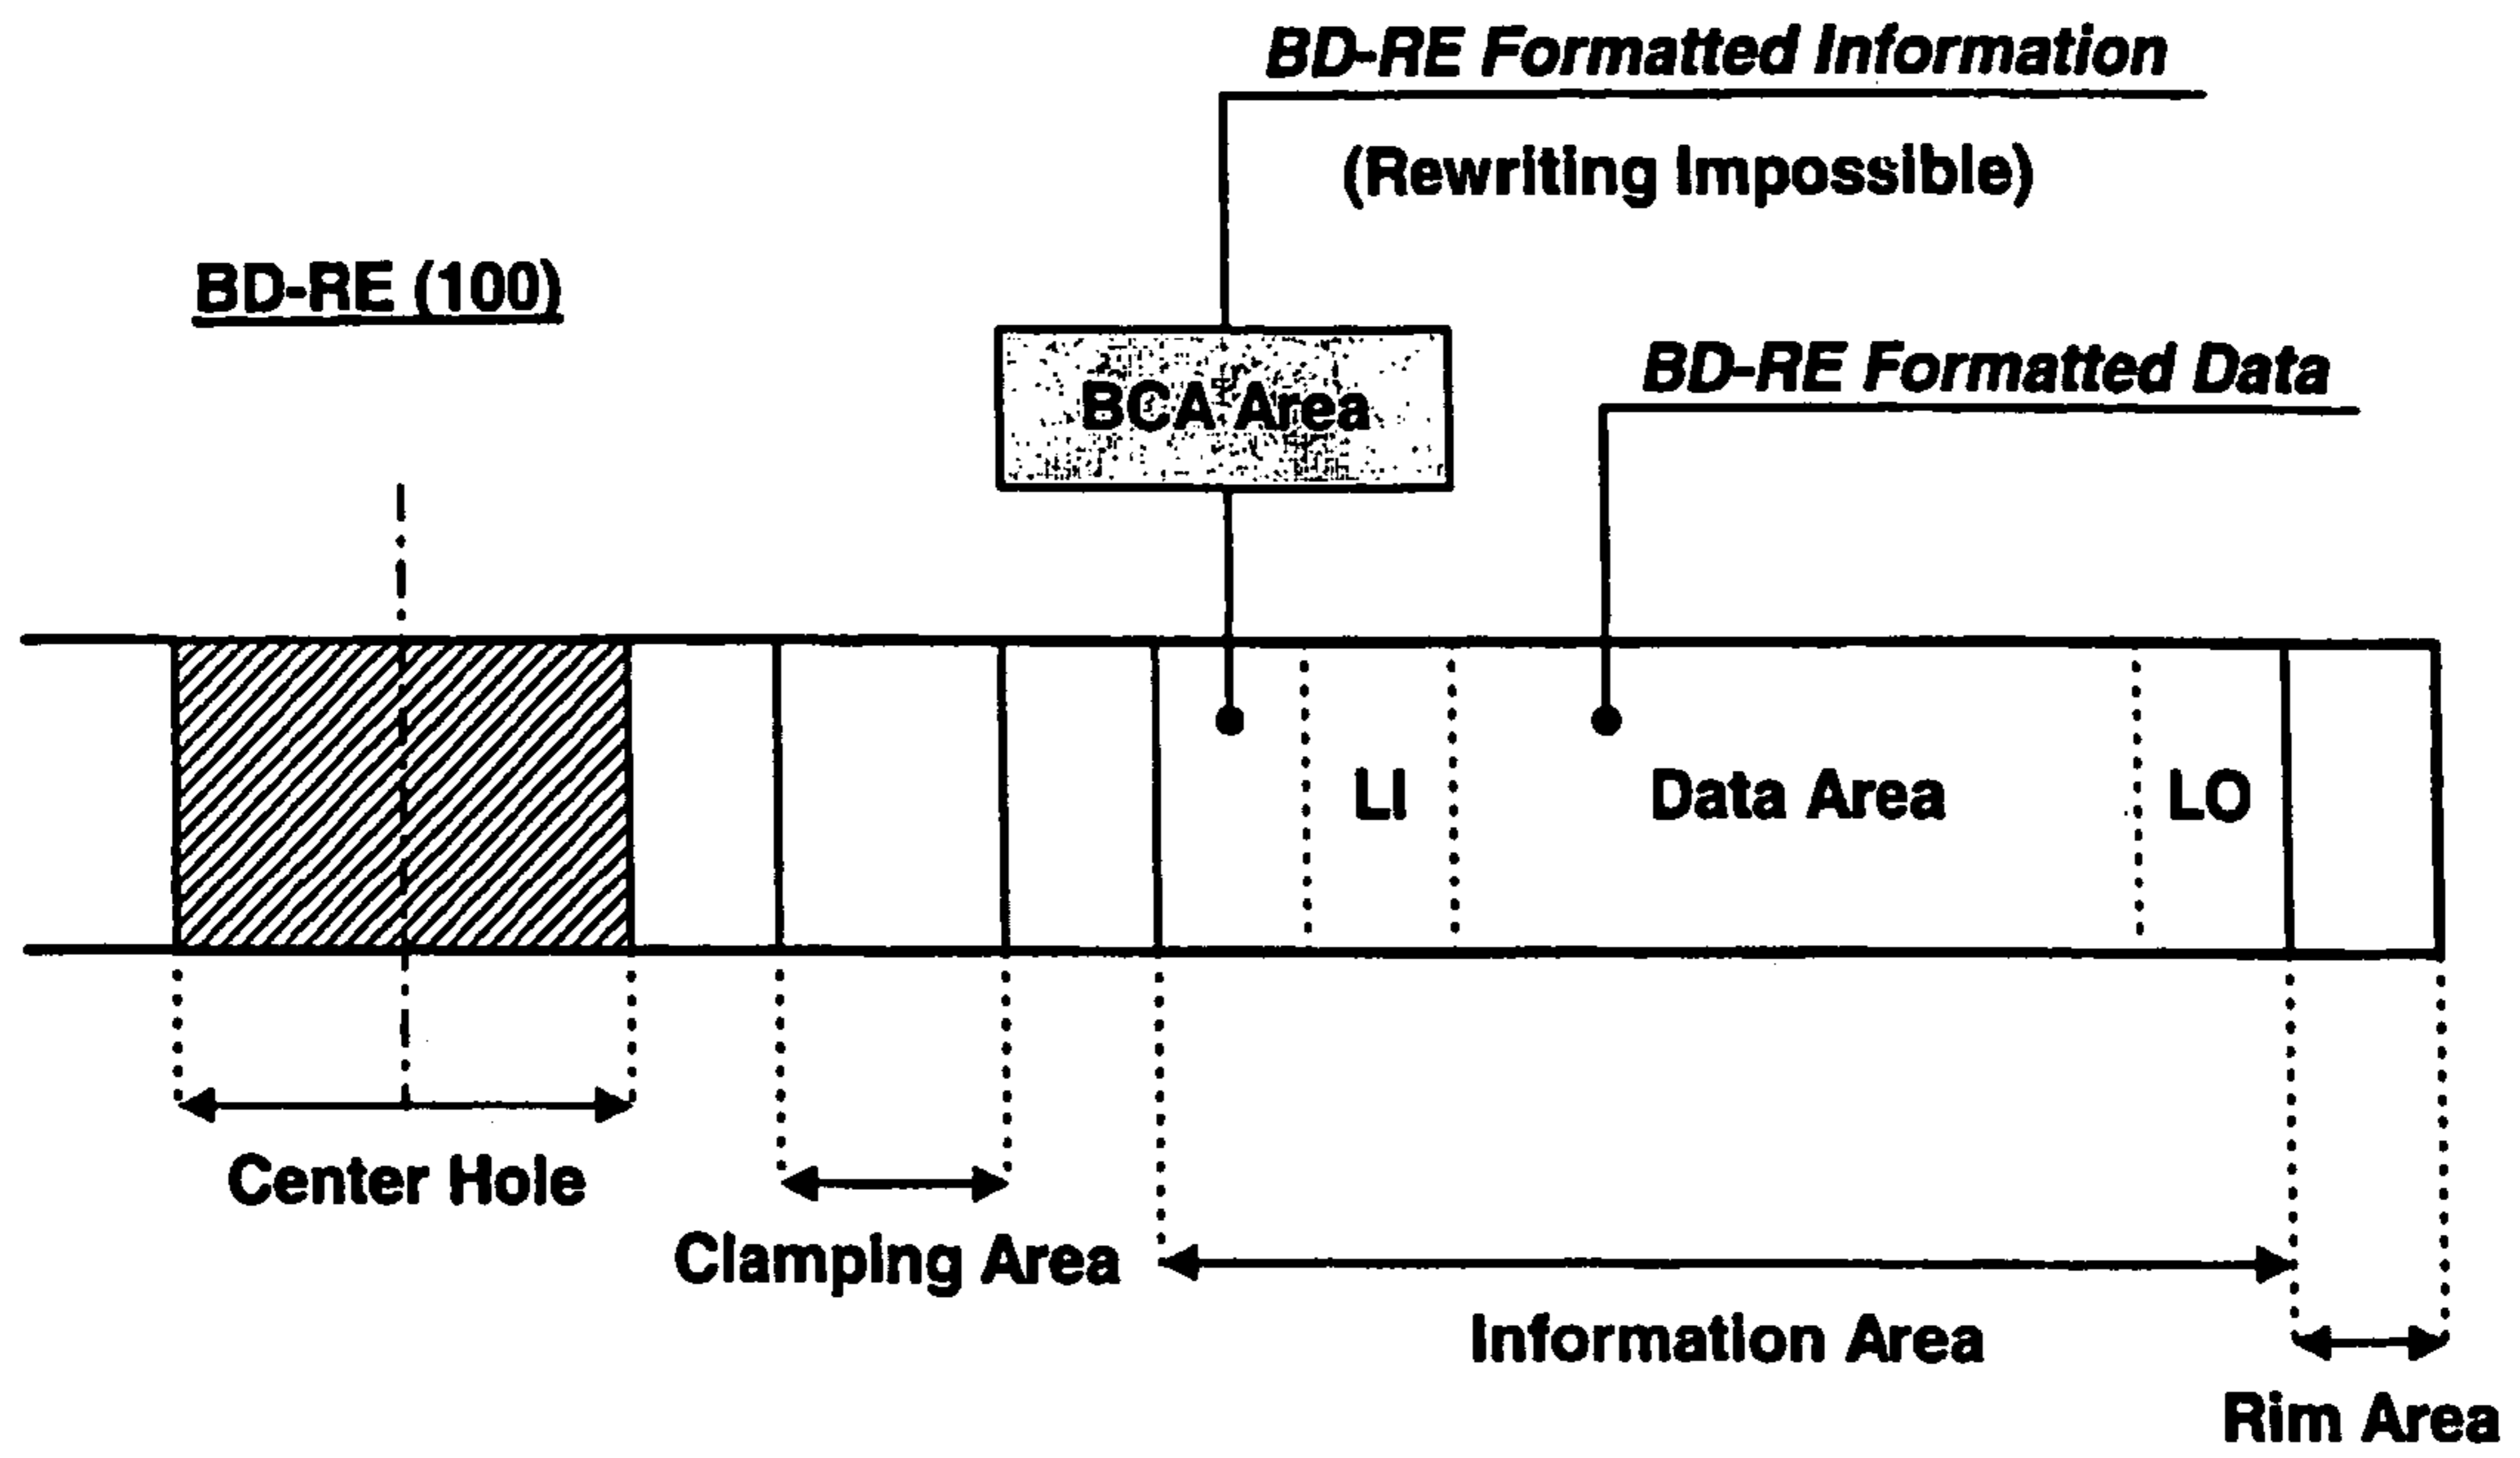 BD-RE Formatted Information
(Rewriting Impossible)
BD-RE (100)
BCA Area
BD-RE Formatted Data
LI
Data Area
LO
Center Hole
Clamping Area
Information Area
Rim Area